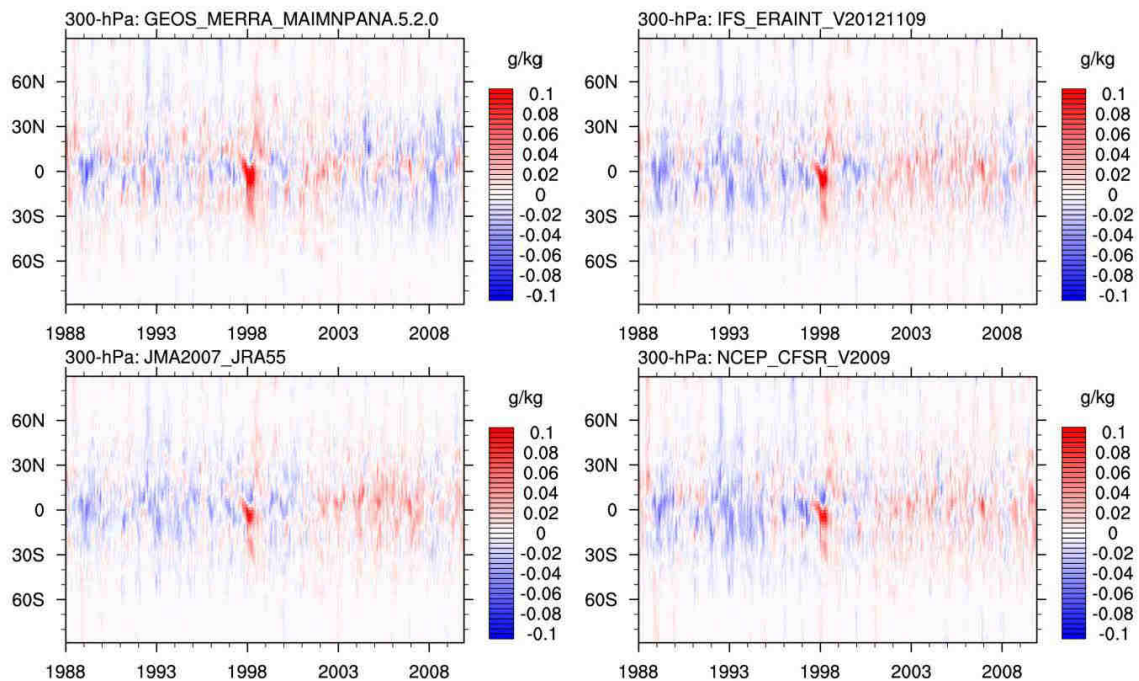 300-hPa: GEOS_MERRA_MAIMNPANA.5.2.0
g/kg
60N
30N
0
30S
60S
0.1
0.08
0.06
0.04
0.02
0
-0.02
-0.04
-0.06
-0.08
-0.1
1988 1993 1998 2003 2008
300-hPa: IFS_ERAINT_V20121109
g/kg
60N
30N
0
30S
60S
0.1
0.08
0.06
0.04
0.02
0
-0.02
-0.04
-0.06
-0.08
-0.1
1988 1993 1998 2003 2008
300-hPa: JMA2007_JRA55
g/kg
60N
30N
0
30S
60S
0.1
0.08
0.06
0.04
0.02
0
-0.02
-0.04
-0.06
-0.08
-0.1
1988 1993 1998 2003 2008
300-hPa: NCEP_CFSR_V2009
g/kg
60N
30N
0
30S
60S
0.1
0.08
0.06
0.04
0.02
0
-0.02
-0.04
-0.06
-0.08
-0.1
1988 1993 1998 2003 2008